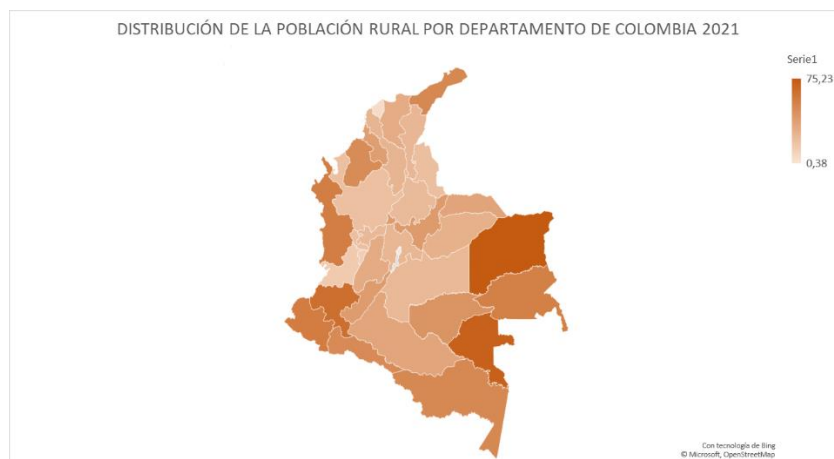 DISTRIBUCIÓN DE LA POBLACIÓN RURAL POR DEPARTAMENTO DE COLOMBIA 2021
Serie1
75,23
0,38
Con tecnología de Bing
© Microsoft, OpenStreetMap